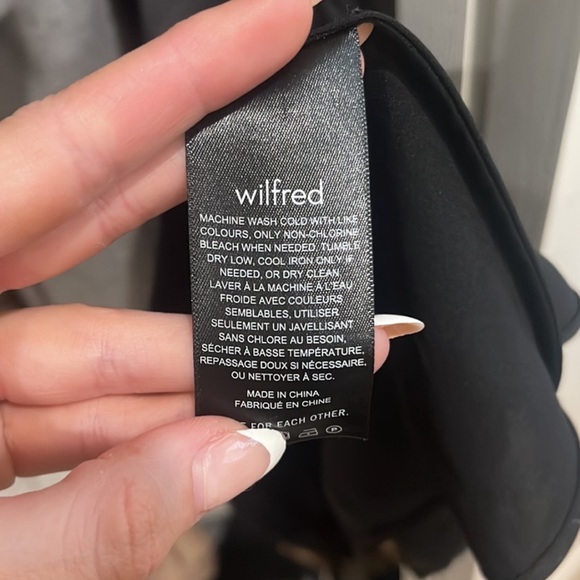 wilfred
MACHINE WASH COLD WITH LIKE
COLOURS, ONLY NON-CHLORINE
BLEACH WHEN NEEDED. TUMBLE
DRY LOW, COOL IRON ONLY IF
NEEDED, OR DRY CLEAN.
LAVER À LA MACHINE À L'EAU
FROIDE AVEC COULEURS
SEMBLABLES, UTILISER
SEULEMENT UN JAVELLISANT
SANS CHLORE AU BESOIN,
SÉCHER À BASSE TEMPÉRATURE,
REPASSAGE DOUX SI NÉCESSAIRE,
OU NETTOYER À SEC.
MADE IN CHINA
FABRIQUÉ EN CHINE
FOR EACH OTHER.
P